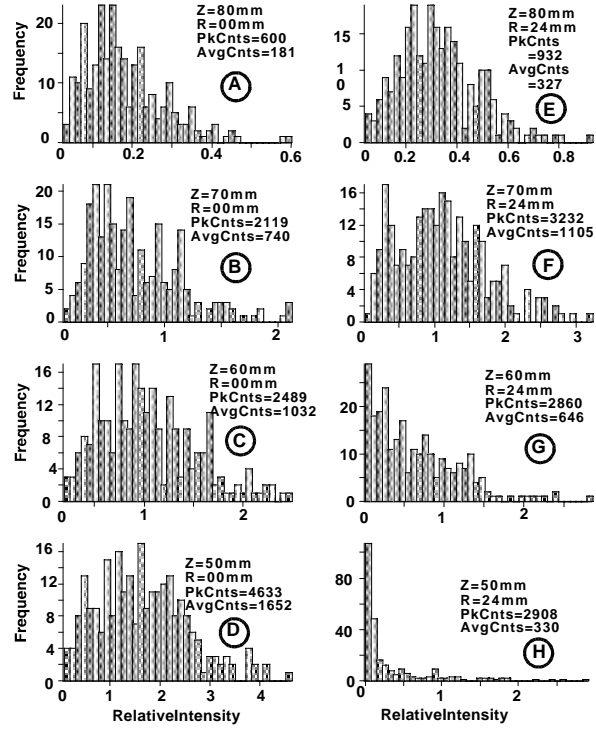 Frequency
20
10
0
0
0.2
0.4
0.6
Z=80mm
R=00mm
PkCnts=600
AvgCnts=181
A
1 0
5
0
0
0.2
0.4
0.6
0.8
Z=80mm
R=24mm
PkCnts
=932
AvgCnts
=327
E
Frequency
20
15
10
5
0
0
1
2
Z=70mm
R=00mm
PkCnts=2119
AvgCnts=740
B
16
12
8
4
0
0
1
2
3
Z=70mm
R=24mm
PkCnts=3232
AvgCnts=1105
F
Frequency
16
12
8
4
0
0
1
2
Z=60mm
R=00mm
PkCnts=2489
AvgCnts=1032
C
20
10
0
0
1
2
Z=60mm
R=24mm
PkCnts=2860
AvgCnts=646
G
Frequency
16
12
8
4
0
0
1
2
3
4
RelativeIntensity
Z=50mm
R=00mm
PkCnts=4633
AvgCnts=1652
D
80
40
0
0
1
2
RelativeIntensity
Z=50mm
R=24mm
PkCnts=2908
AvgCnts=330
H